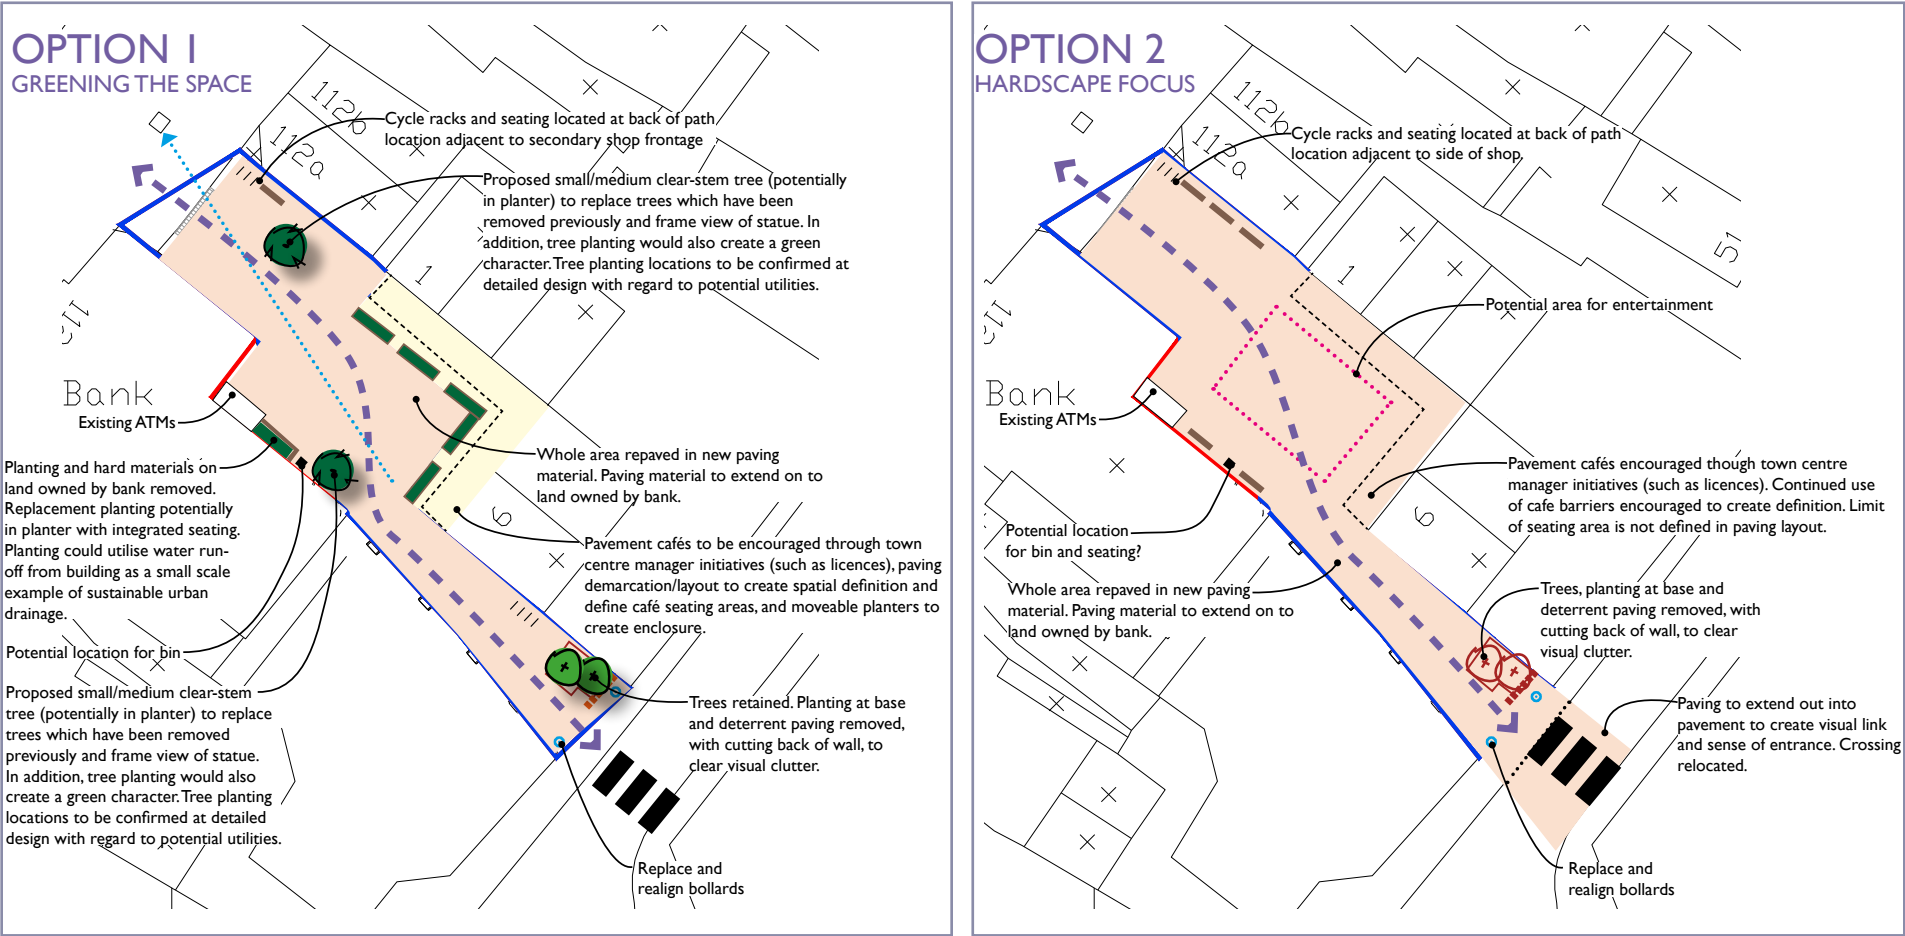 OPTION 1
GREENING THE SPACE
112b
112a
Cycle racks and seating located at back of path
location adjacent to secondary shop frontage
Proposed small/medium clear-stem tree (potentially
in planter) to replace trees which have been
removed previously and frame view of statue. In
addition, tree planting would also create a green
character. Tree planting locations to be confirmed at
detailed design with regard to potential utilities.
1
Bank
Existing ATMs
Planting and hard materials on
land owned by bank removed.
Replacement planting potentially
in planter with integrated seating.
Planting could utilise water run-
off from building as a small scale
example of sustainable urban
drainage.
Whole area repaved in new paving
material. Paving material to extend on to
land owned by bank.
Pavement cafés to be encouraged through town
centre manager initiatives (such as licences), paving
demarcation/layout to create spatial definition and
define café seating areas, and moveable planters to
create enclosure.
Potential location for bin
Proposed small/medium clear-stem
tree (potentially in planter) to replace
trees which have been removed
previously and frame view of statue.
In addition, tree planting would also
create a green character. Tree planting
locations to be confirmed at detailed
design with regard to potential utilities.
Trees retained. Planting at base
and deterrent paving removed,
with cutting back of wall, to
clear visual clutter.
Replace and
realign bollards
OPTION 2
HARDSCAPE FOCUS
112b
112a
Cycle racks and seating located at back of path
location adjacent to side of shop.
51
1
Potential area for entertainment
Bank
Existing ATMs
Pavement cafés encouraged though town centre
manager initiatives (such as licences). Continued use
of cafe barriers encouraged to create definition. Limit
of seating area is not defined in paving layout.
Potential location
for bin and seating?
Whole area repaved in new paving
material. Paving material to extend on to
land owned by bank.
Trees, planting at base and
deterrent paving removed, with
cutting back of wall, to clear
visual clutter.
Paving to extend out into
pavement to create visual link
and sense of entrance. Crossing
relocated.
Replace and
realign bollards